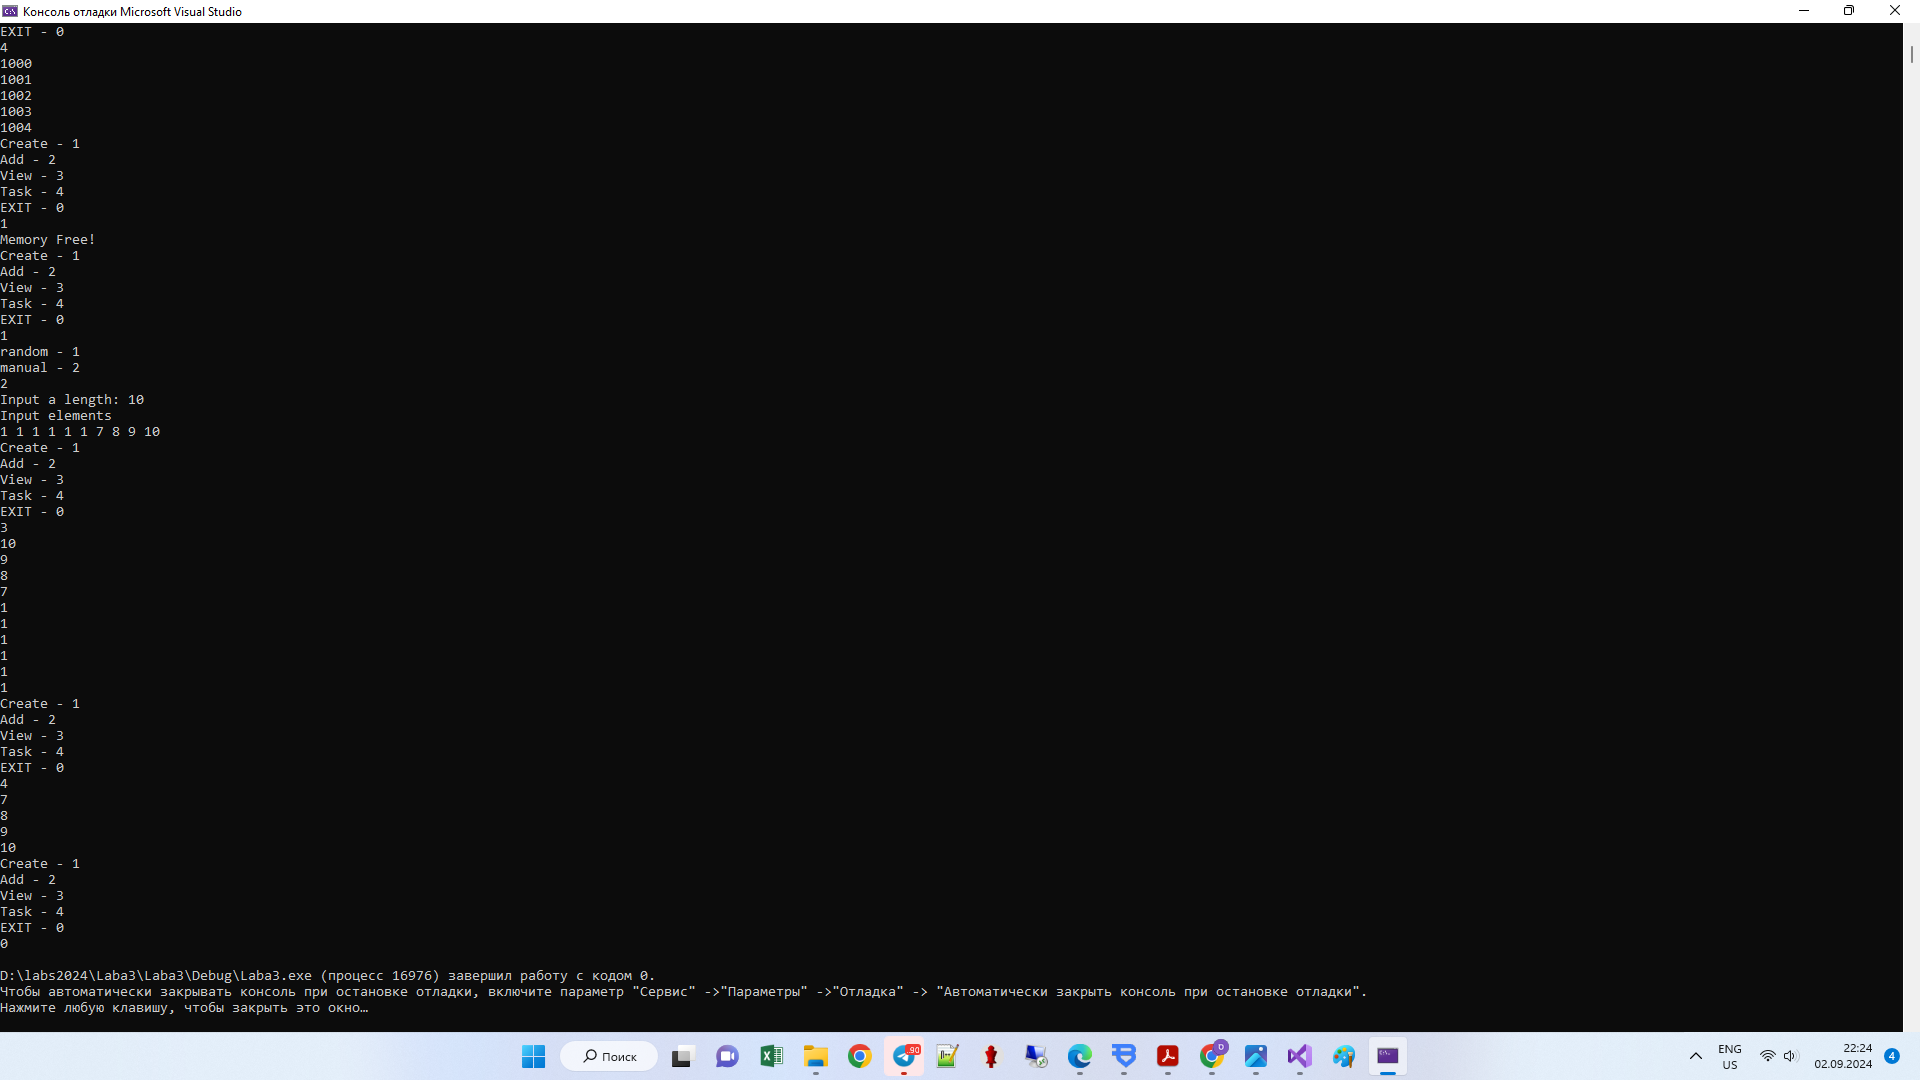 Консоль отладки Microsoft Visual Studio
EXIT - 0
4
1000
1001
1002
1003
1004
Create - 1
Add - 2
View - 3
Task - 4
EXIT - 0
1
Memory Free!
Create - 1
Add - 2
View - 3
Task - 4
EXIT - 0
1
random - 1
manual - 2
2
Input a length: 10
Input elements
1 1 1 1 1 1 7 8 9 10
Create - 1
Add - 2
View - 3
Task - 4
EXIT - 0
3
10
9
8
7
1
1
1
1
1
1
Create - 1
Add - 2
View - 3
Task - 4
EXIT - 0
4
7
8
9
10
Create - 1
Add - 2
View - 3
Task - 4
EXIT - 0
0
D:\labs2024\Laba3\Laba3\Debug\Laba3.exe (процесс 16976) завершил работу с кодом 0.
Чтобы автоматически закрывать консоль при остановке отладки, включите параметр "Сервис" ->"Параметры" ->"Отладка" -> "Автоматически закрыть консоль при остановке отладки".
Нажмите любую клавишу, чтобы закрыть это окно…
Поиск
90
D
ENG
US
22:24
02.09.2024
4